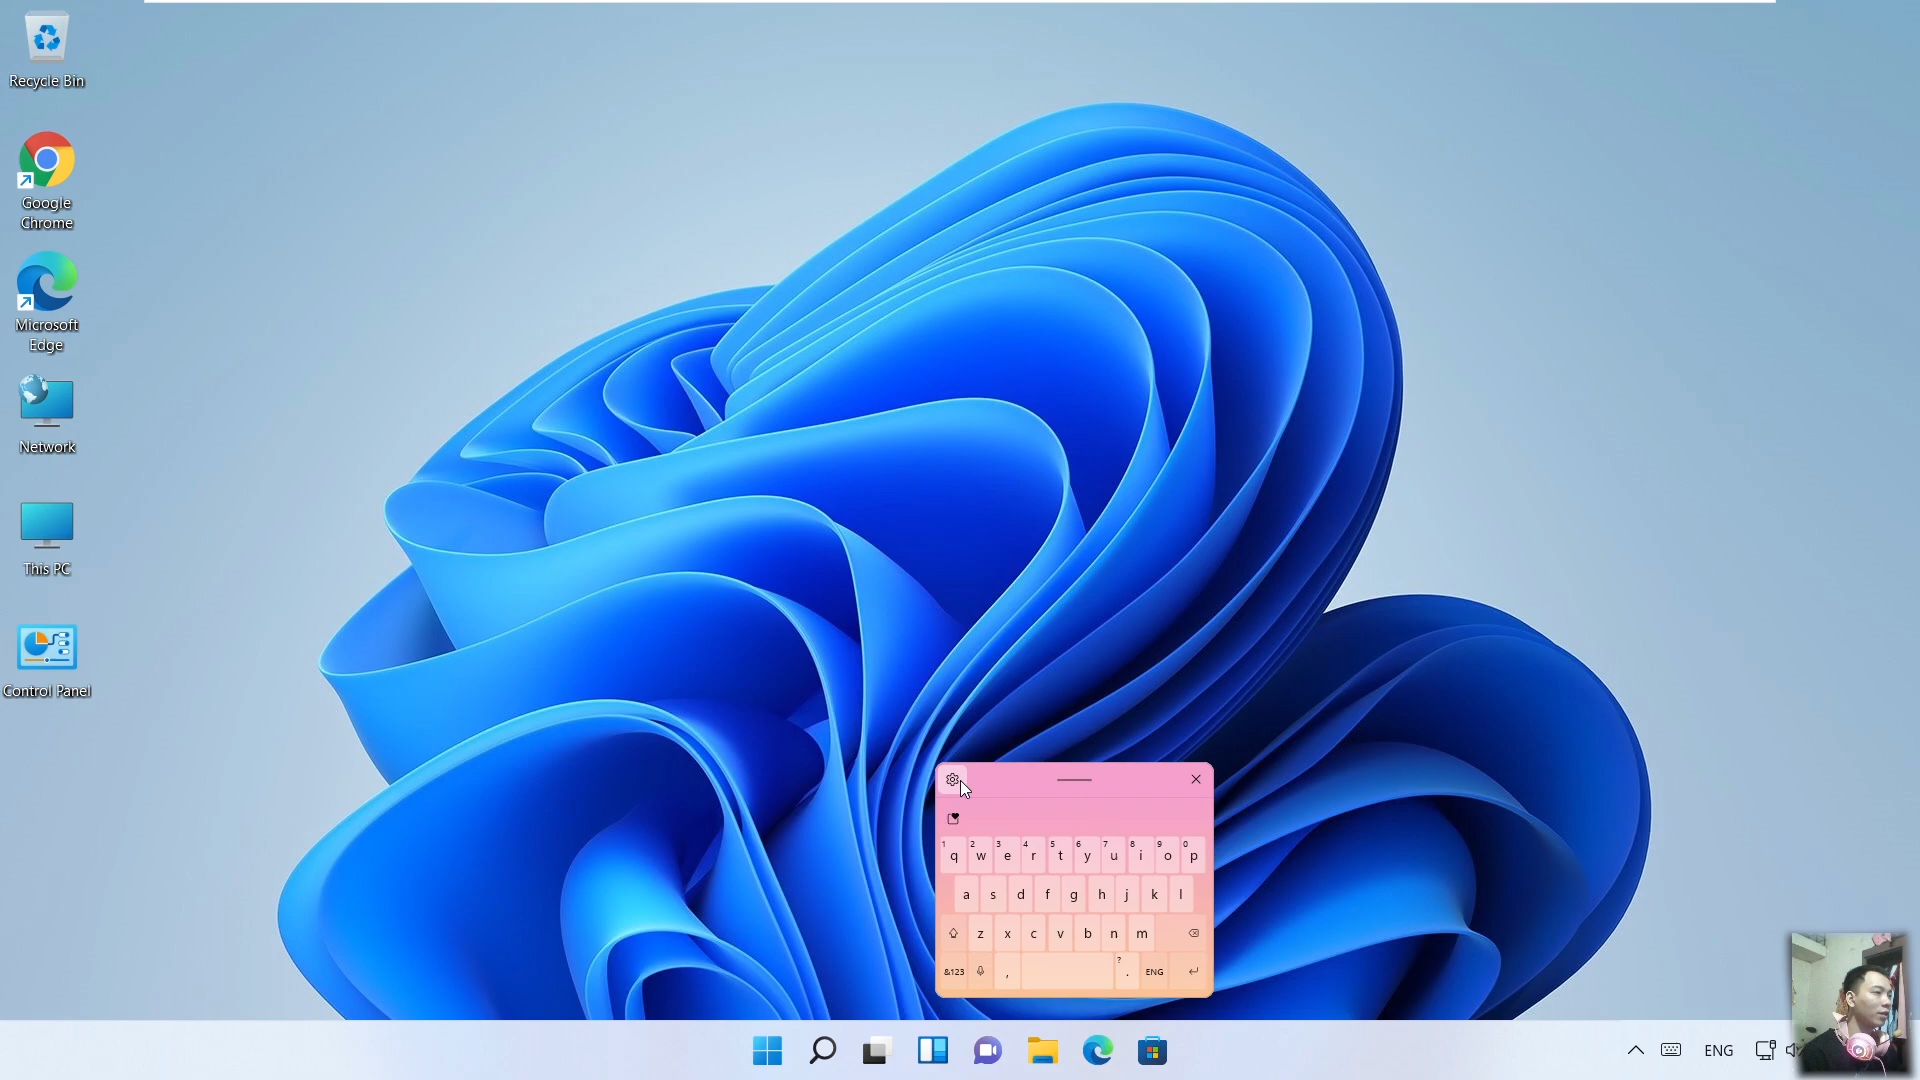 Recycle Bin
Google
Chrome
Microsoft
Edge
Network
This PC
Control Panel
1 2 3 4 5 6 7 8 9 0
q w e r t y u i o p
a s d f g h j k l
z x c v b n m
&123 , ? . ENG
ENG